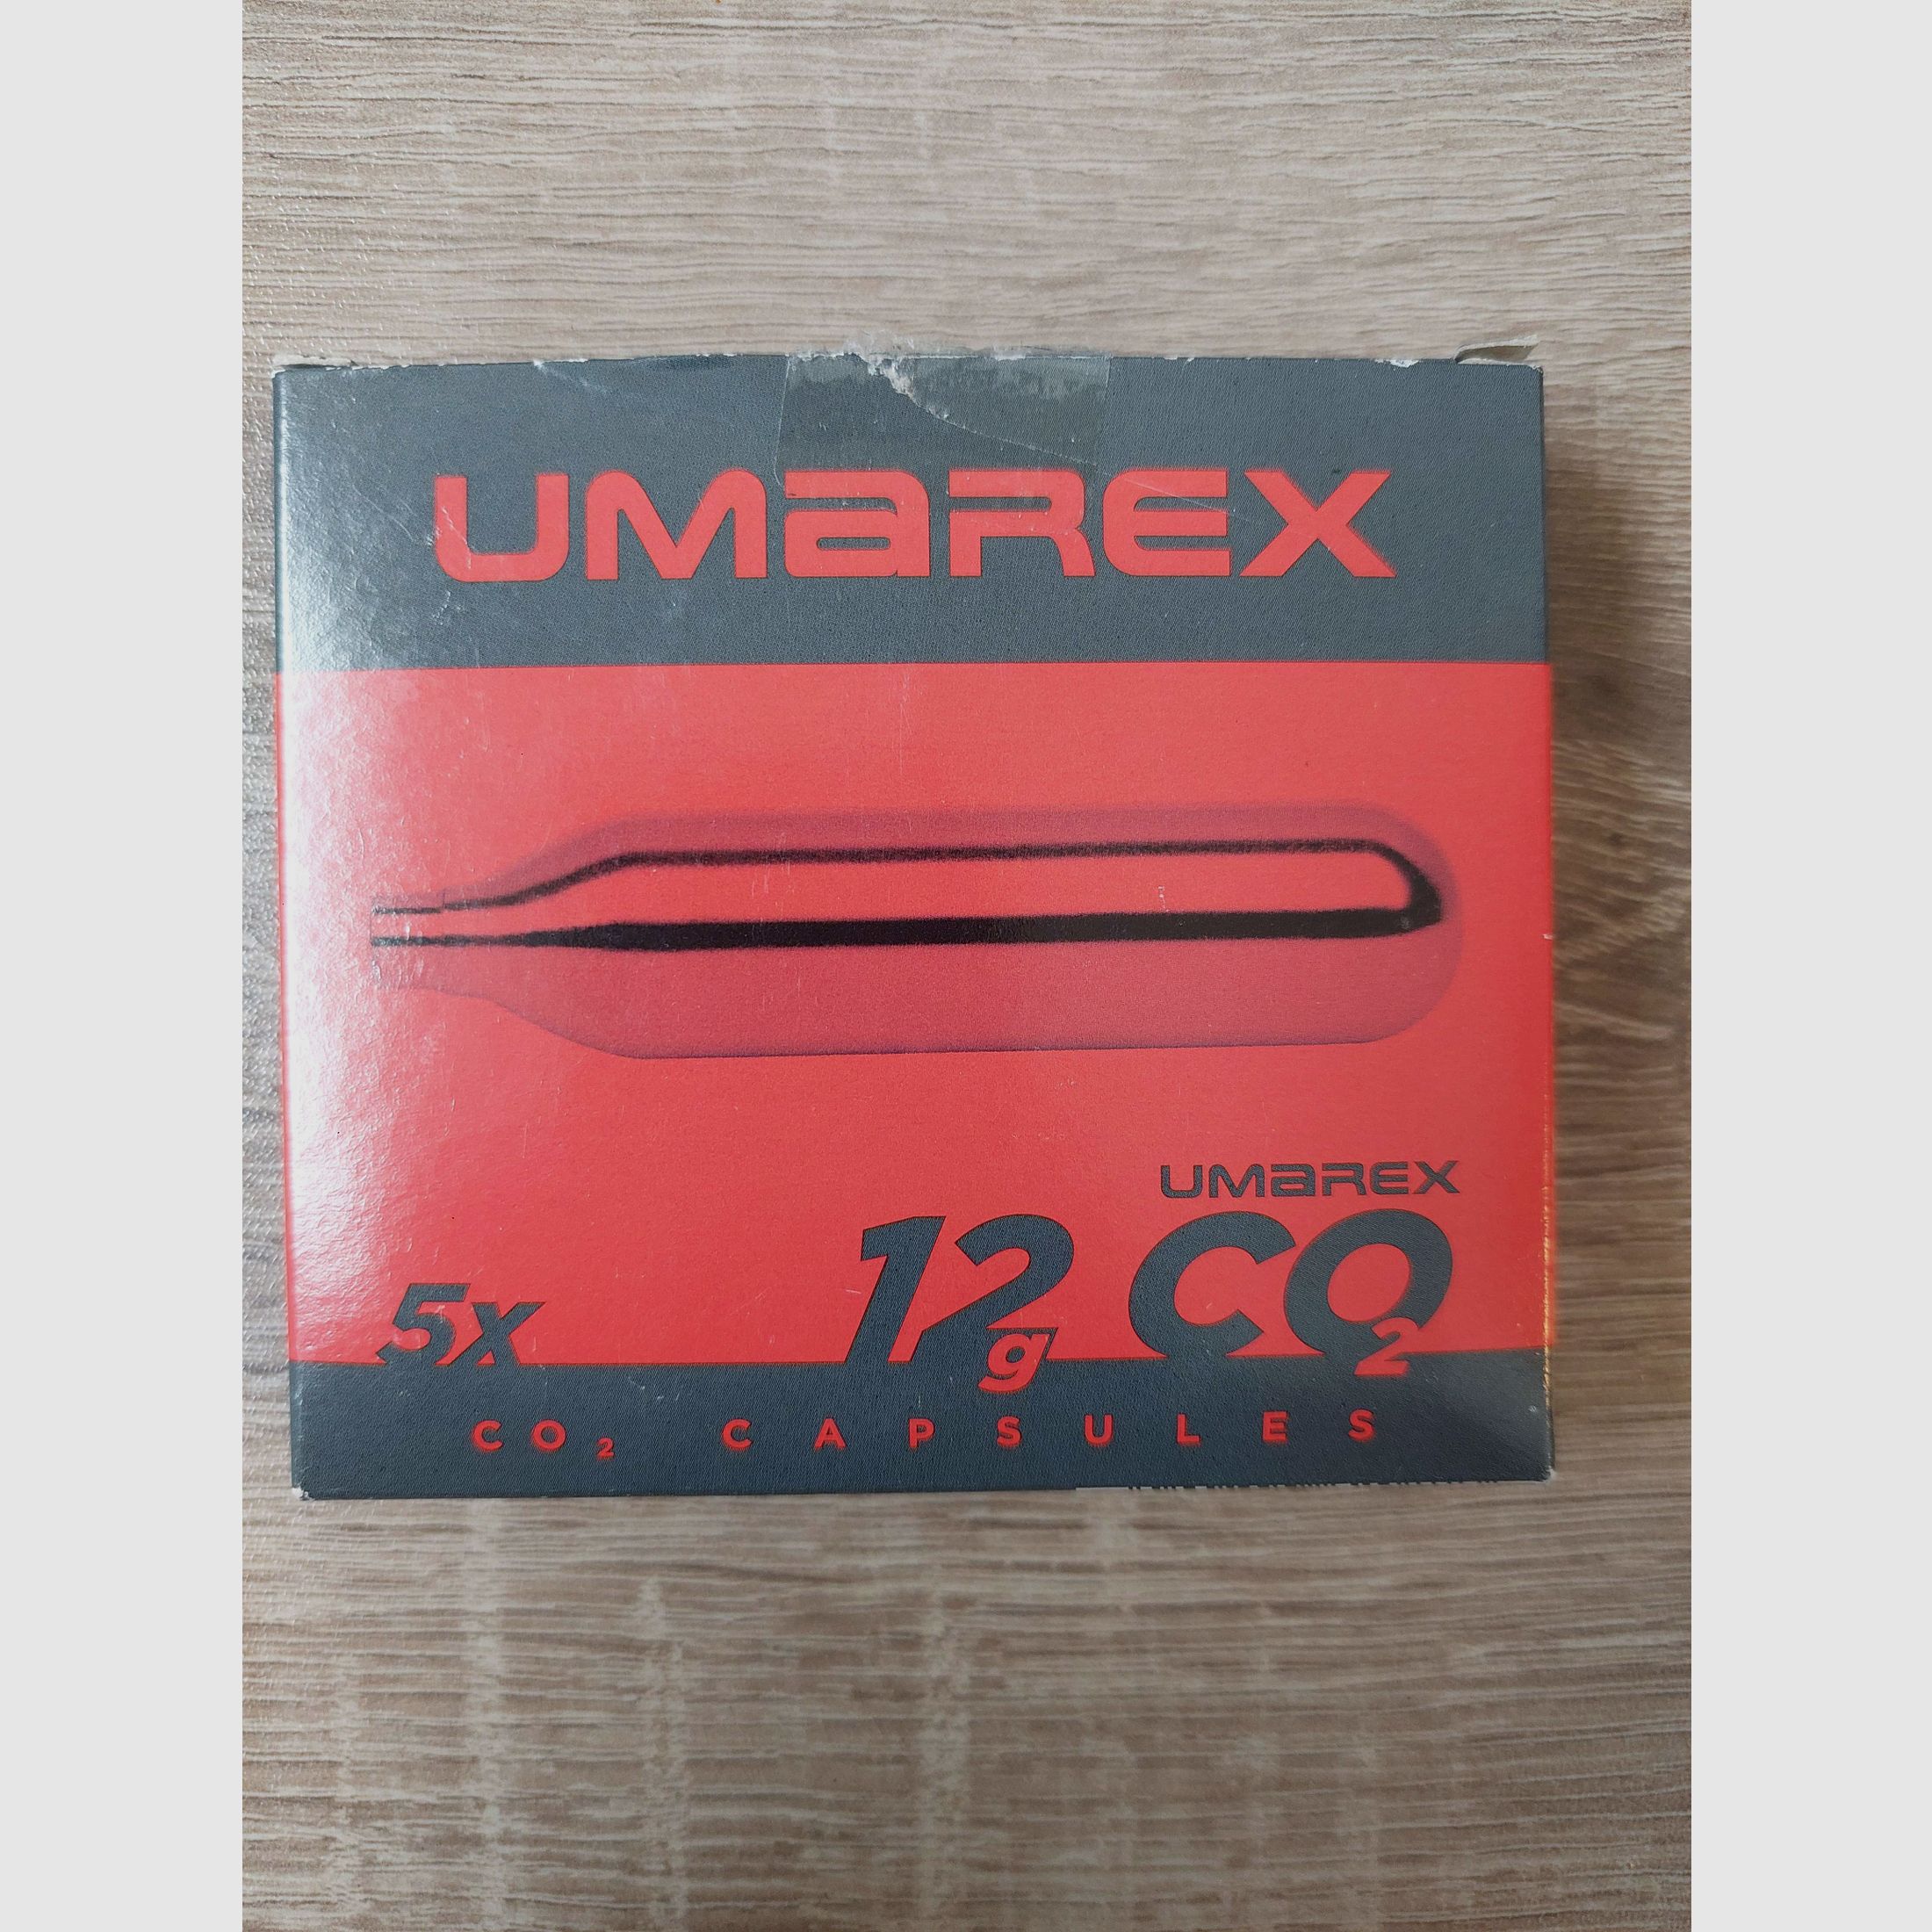 UMAREX
UMAREX
5x 12g CO2
CO2 CAPSULES